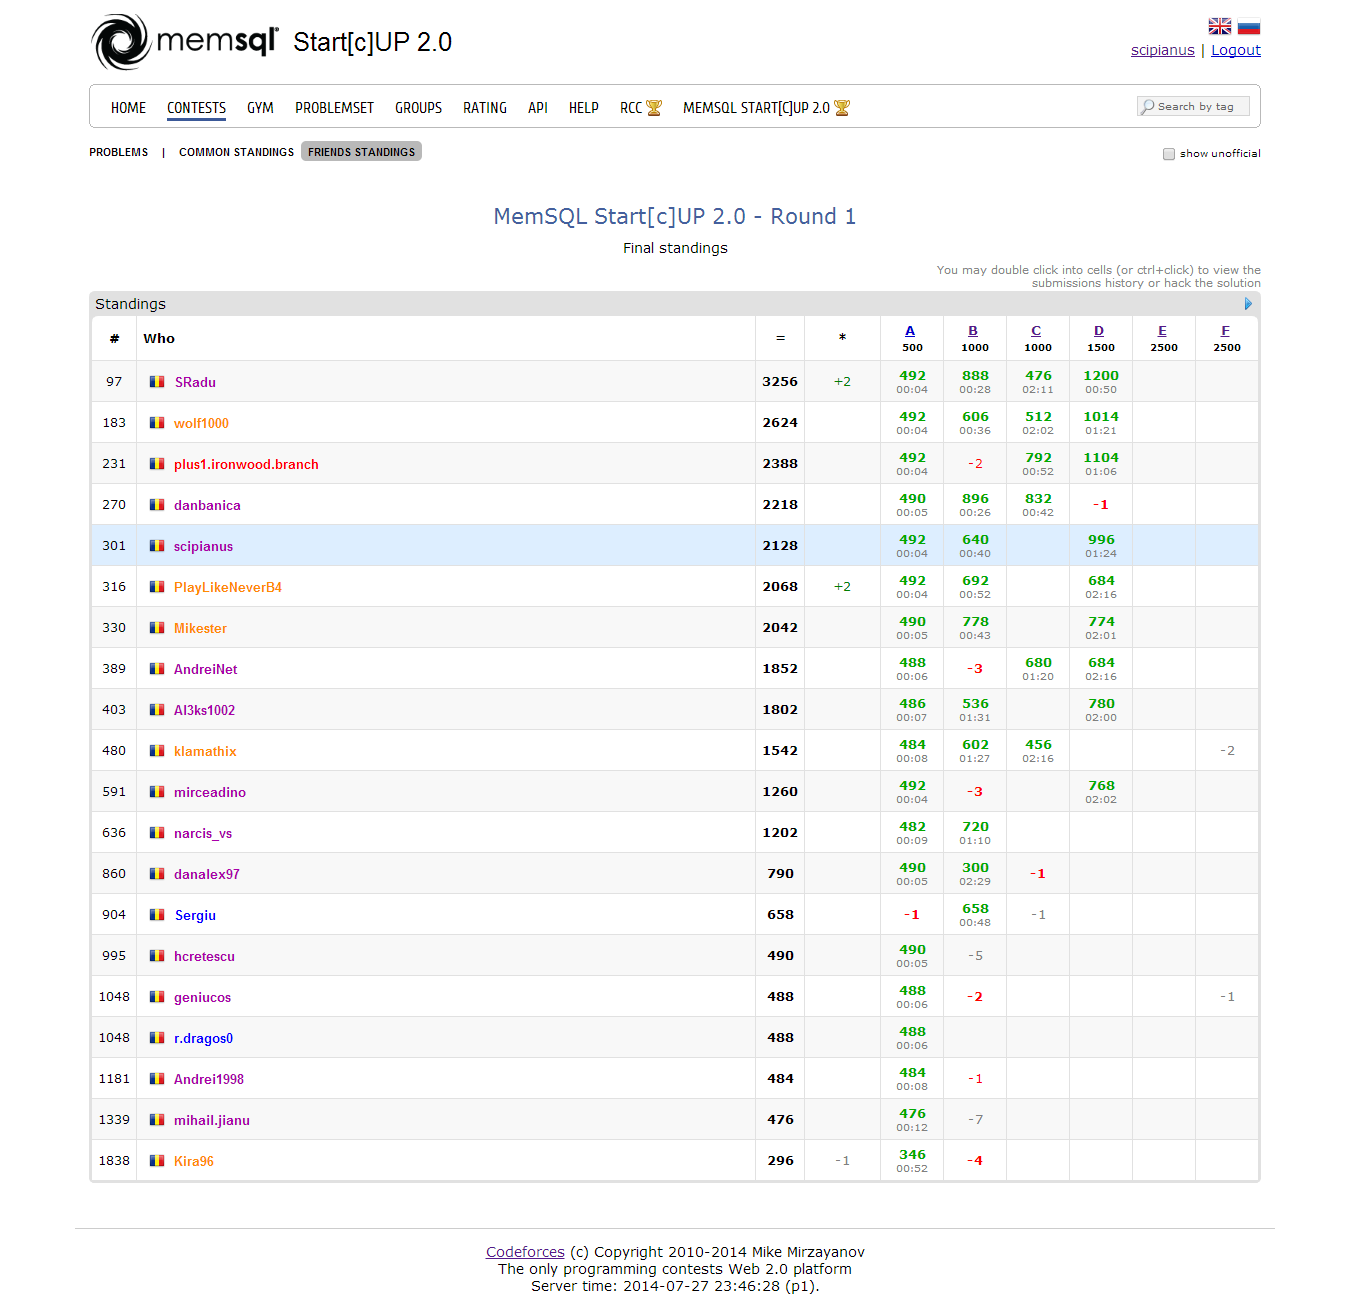 memsql Start[c]UP 2.0
scipianus | Logout
HOME CONTESTS GYM PROBLEMSET GROUPS RATING API HELP RCC MEMSQL START[C]UP 2.0 Search by tag
PROBLEMS | COMMON STANDINGS FRIENDS STANDINGS show unofficial
MemSQL Start[c]UP 2.0 - Round 1
Final standings
You may double click into cells (or ctrl+click) to view the
submissions history or hack the solution
Standings
# Who = * A B C D E F
500 1000 1000 1500 2500 2500
97 SRadu 3256 +2 492 888 476 1200
00:04 00:28 02:11 00:50
183 wolf1000 2624 492 606 512 1014
00:04 00:36 02:02 01:21
231 plus1.ironwood.branch 2388 492 -2 792 1104
00:04 00:52 01:06
270 danbanica 2218 490 896 832 -1
00:05 00:26 00:42
301 scipianus 2128 492 640 996
00:04 00:40 01:24
316 PlayLikeNeverB4 2068 +2 492 692 684
00:04 00:52 02:16
330 Mikester 2042 490 778 774
00:05 00:43 02:01
389 AndreiNet 1852 488 -3 680 684
00:06 01:20 02:16
403 Al3ks1002 1802 486 536 780
00:07 01:31 02:00
480 klamathix 1542 484 602 456 -2
00:08 01:27 02:16
591 mirceadino 1260 492 -3 768
00:04 02:02
636 narcis_vs 1202 482 720
00:09 01:10
860 danalex97 790 490 300 -1
00:05 02:29
904 Sergiu 658 -1 658 -1
00:48
995 hcretescu 490 490 -5
00:05
1048 geniucos 488 488 -2 -1
00:06
1048 r.dragos0 488 488
00:06
1181 Andrei1998 484 484 -1
00:08
1339 mihail.jianu 476 476 -7
00:12
1838 Kira96 296 -1 346 -4
00:52
Codeforces (c) Copyright 2010-2014 Mike Mirzayanov
The only programming contests Web 2.0 platform
Server time: 2014-07-27 23:46:28 (p1).